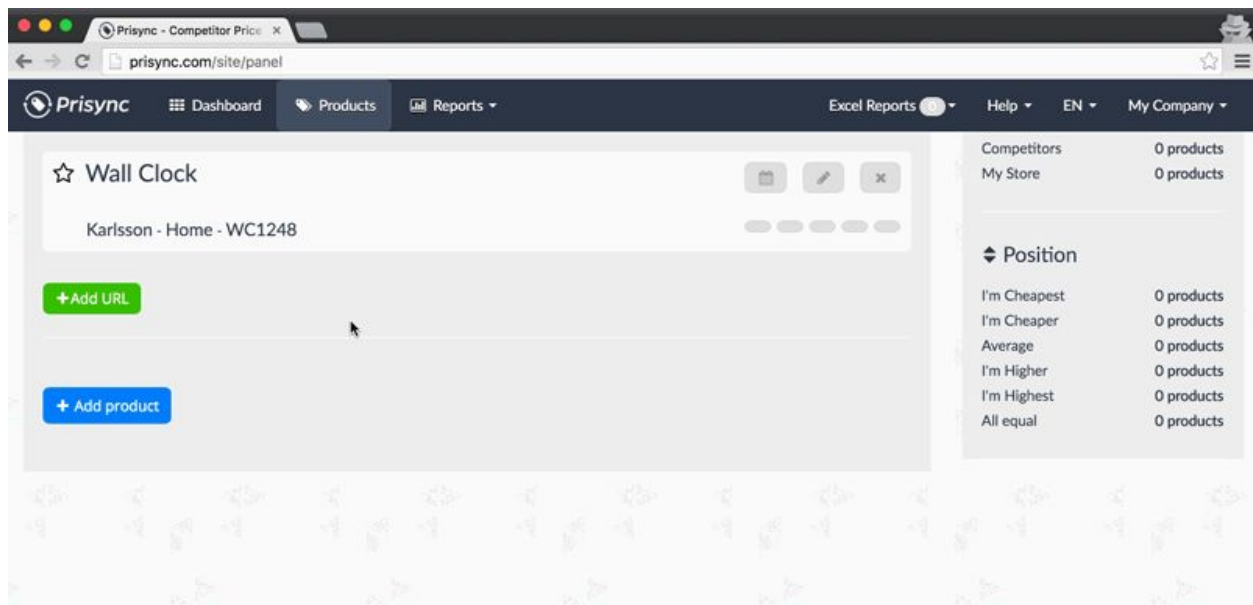 Prisync - Competitor Price
prisync.com/site/panel
Prisync Dashboard Products Reports Excel Reports 0 Help EN My Company
Wall Clock
Karlsson - Home - WC1248
+Add URL
+ Add product
Competitors 0 products
My Store 0 products
Position
I'm Cheapest 0 products
I'm Cheaper 0 products
Average 0 products
I'm Higher 0 products
I'm Highest 0 products
All equal 0 products